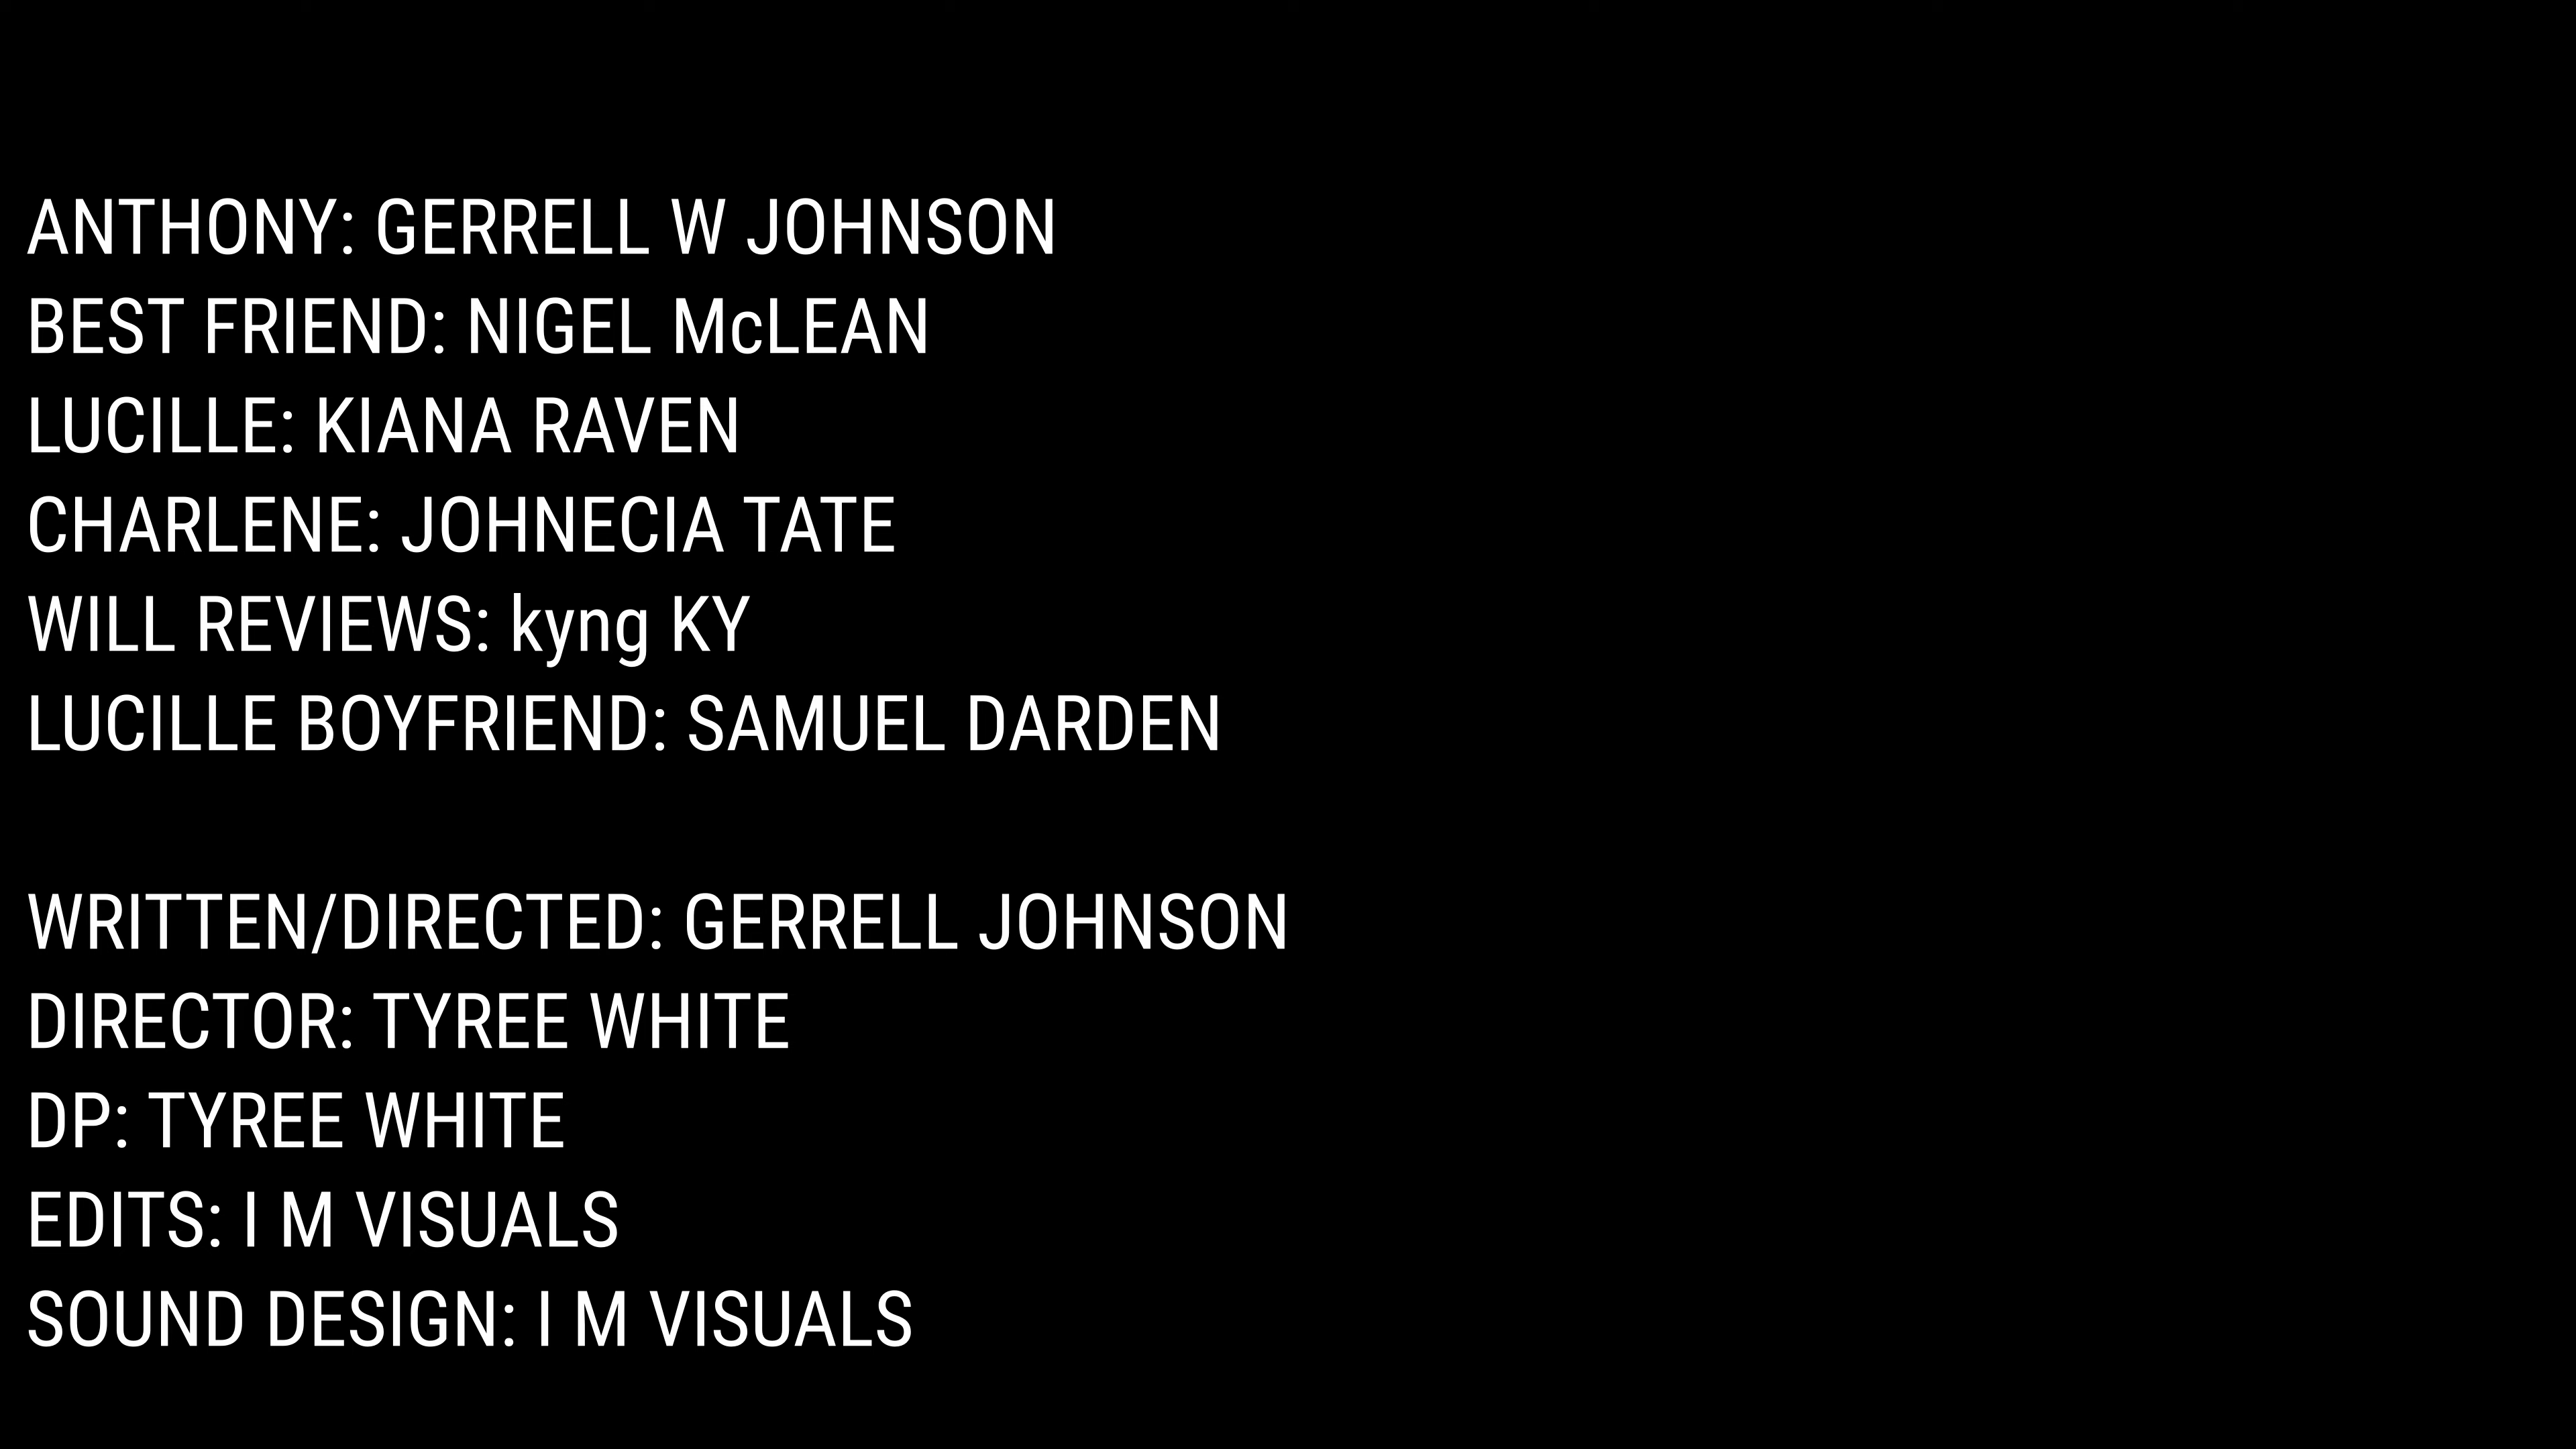 ANTHONY: GERRELL W JOHNSON
BEST FRIEND: NIGEL McLEAN
LUCILLE: KIANA RAVEN
CHARLENE: JOHNECIA TATE
WILL REVIEWS: kyng KY
LUCILLE BOYFRIEND: SAMUEL DARDEN
WRITTEN/DIRECTED: GERRELL JOHNSON
DIRECTOR: TYREE WHITE
DP: TYREE WHITE
EDITS: I M VISUALS
SOUND DESIGN: I M VISUALS